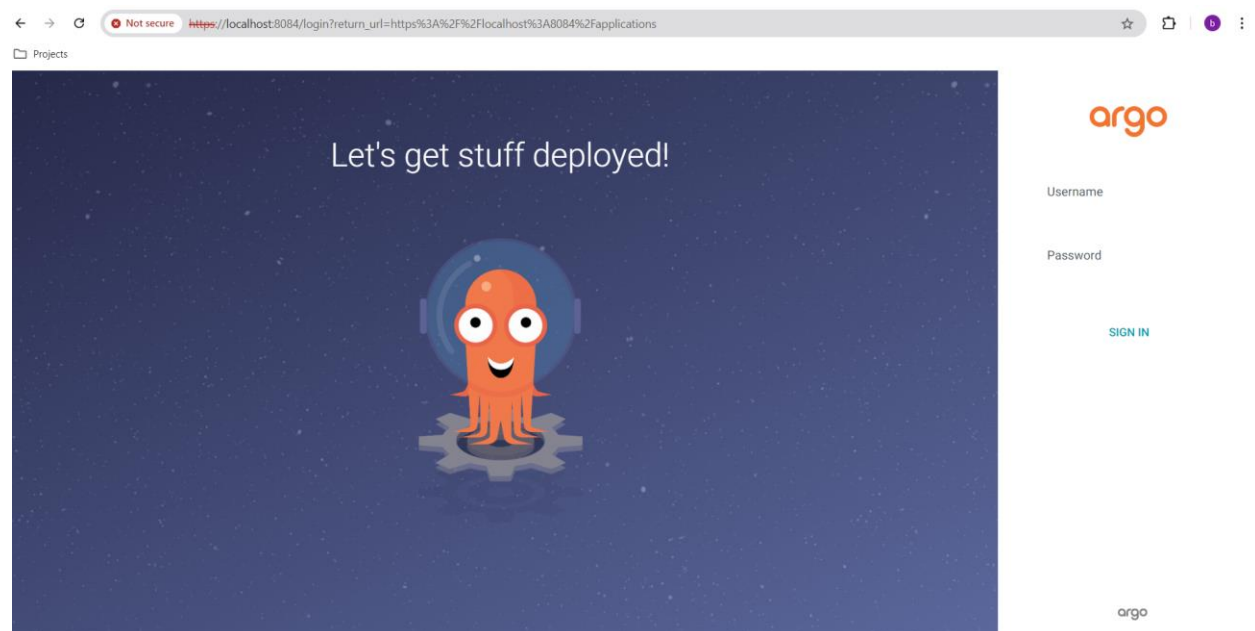 Not secure https://localhost:8084/login?return_url=https%3A%2F%2Flocalhost%3A8084%2Fapplications
b
Projects
Let's get stuff deployed!
argo
Username
Password
SIGN IN
argo